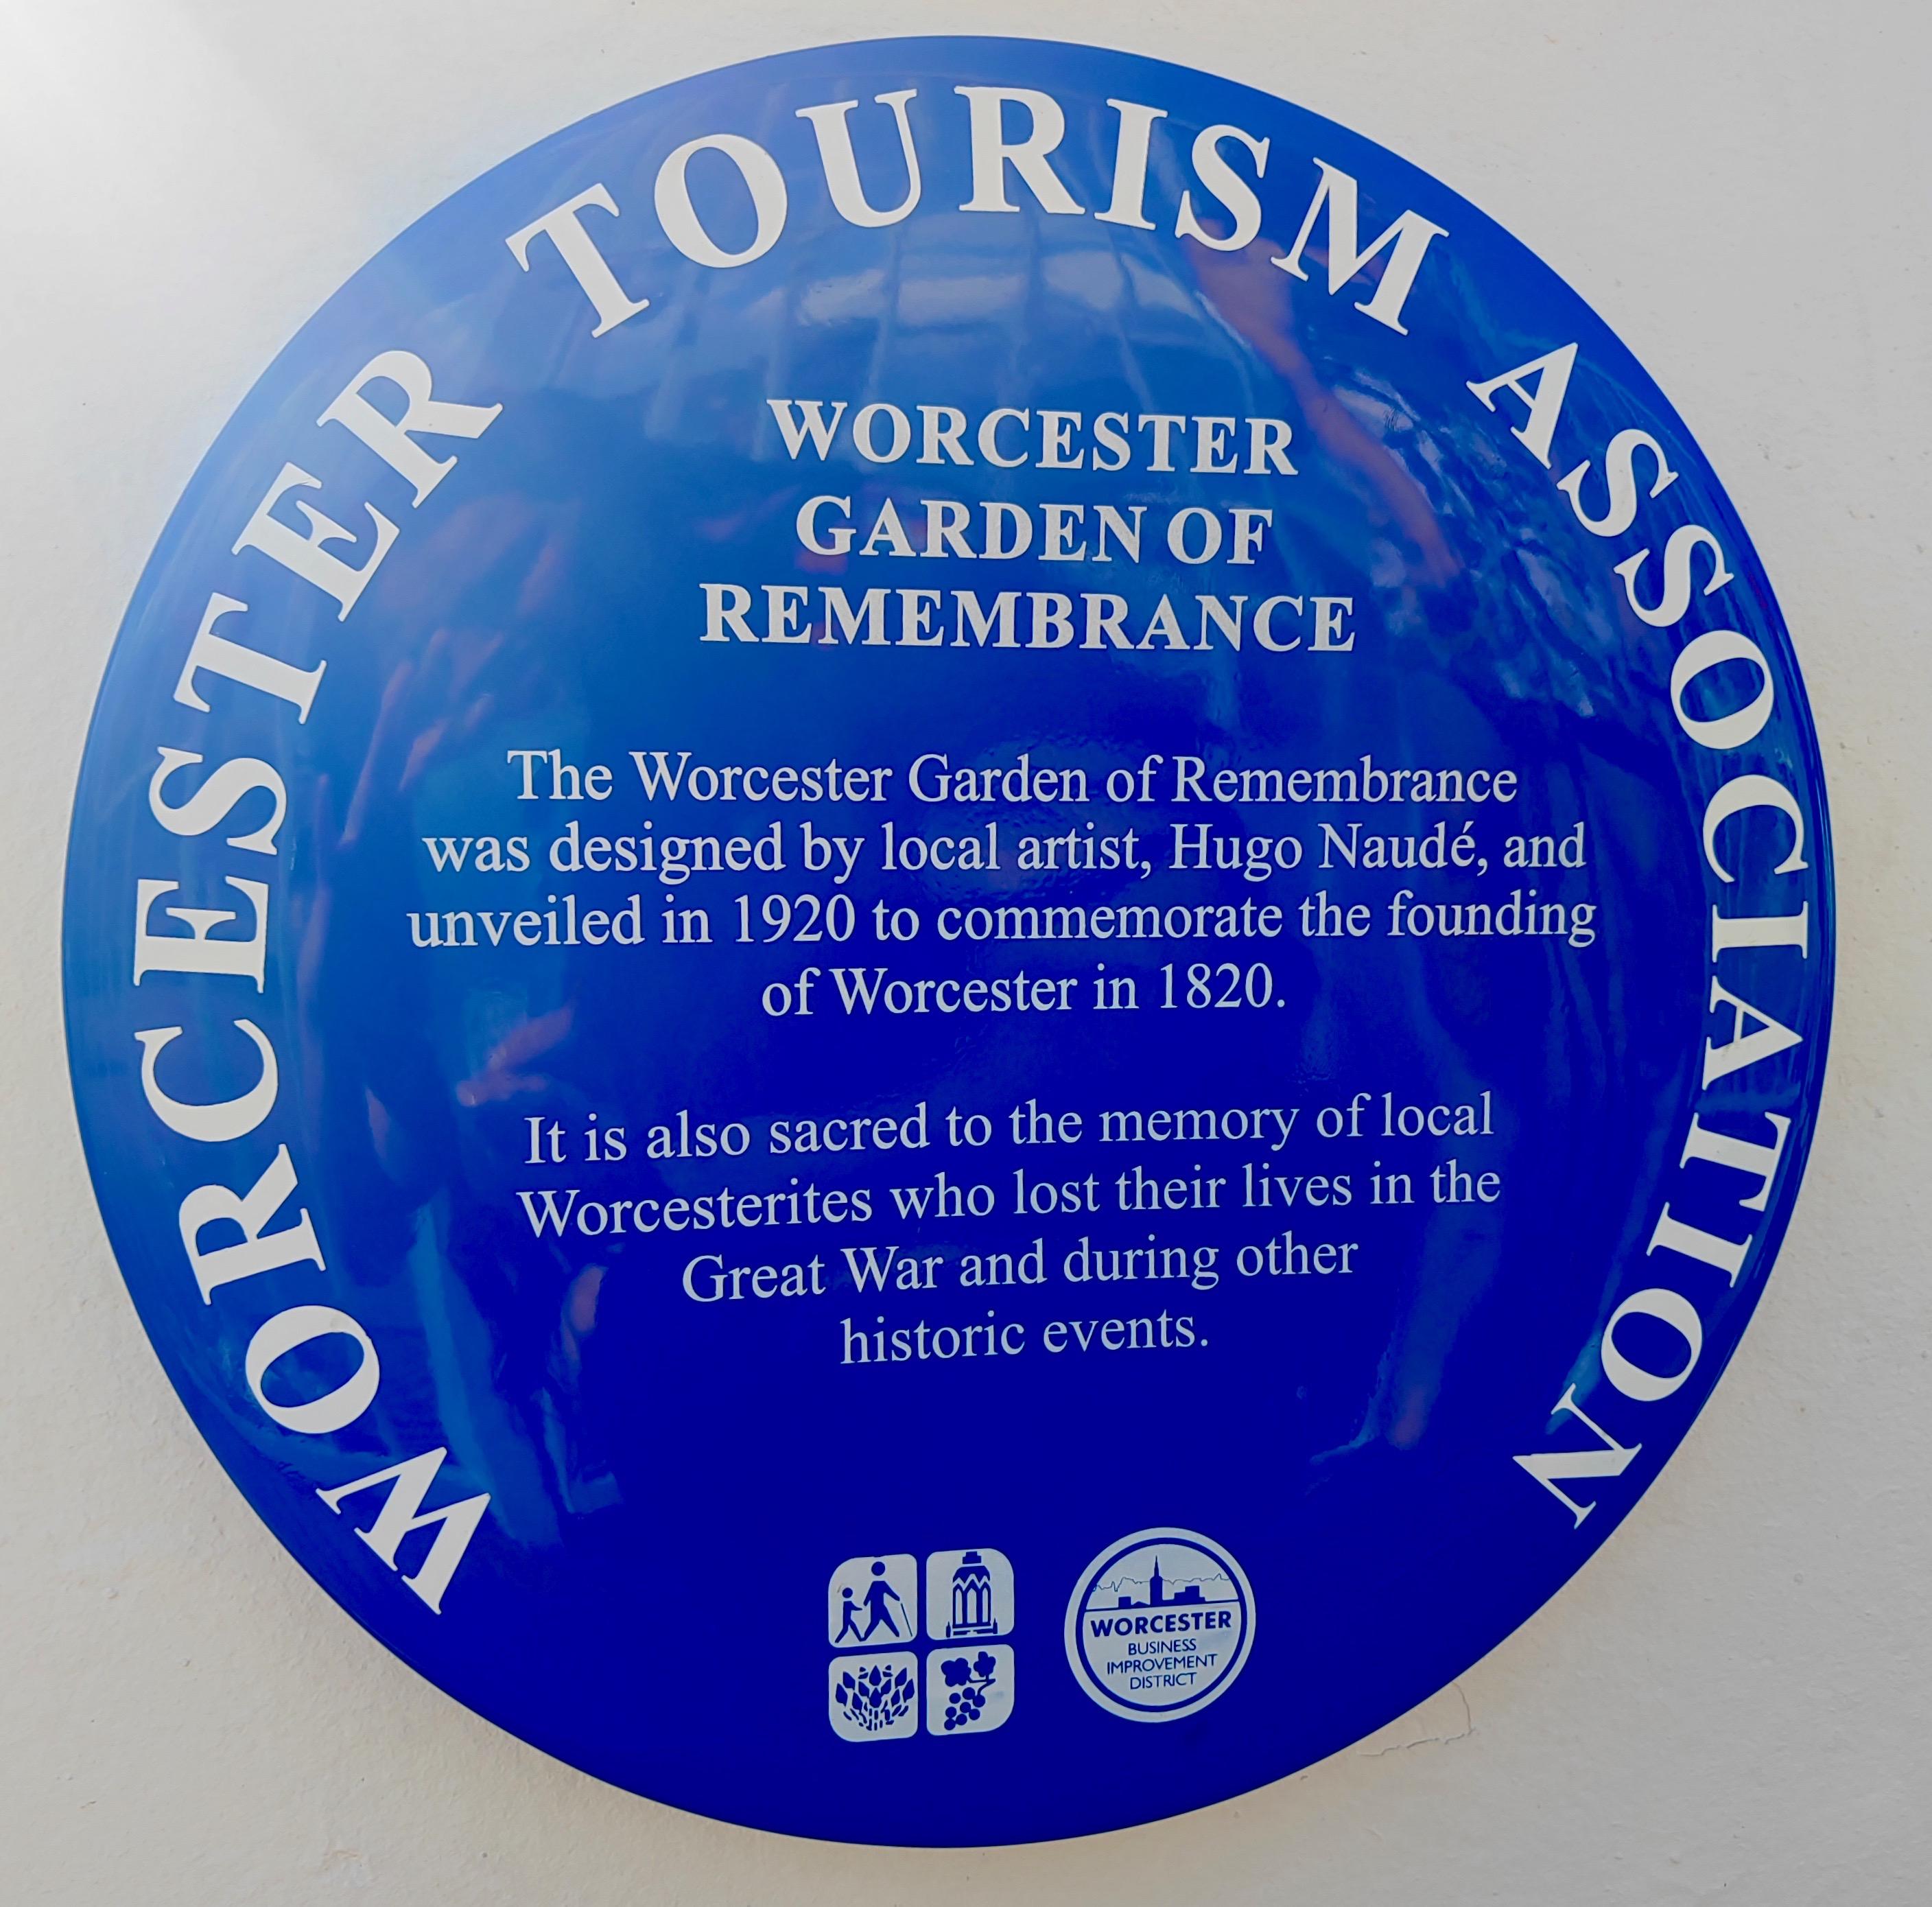 WORCESTER TOURISM ASSOCIATION
WORCESTER
GARDEN OF
REMEMBRANCE
The Worcester Garden of Remembrance
was designed by local artist, Hugo Naudé, and
unveiled in 1920 to commemorate the founding
of Worcester in 1820.
It is also sacred to the memory of local
Worcesterites who lost their lives in the
Great War and during other
historic events.
WORCESTER
BUSINESS
IMPROVEMENT
DISTRICT